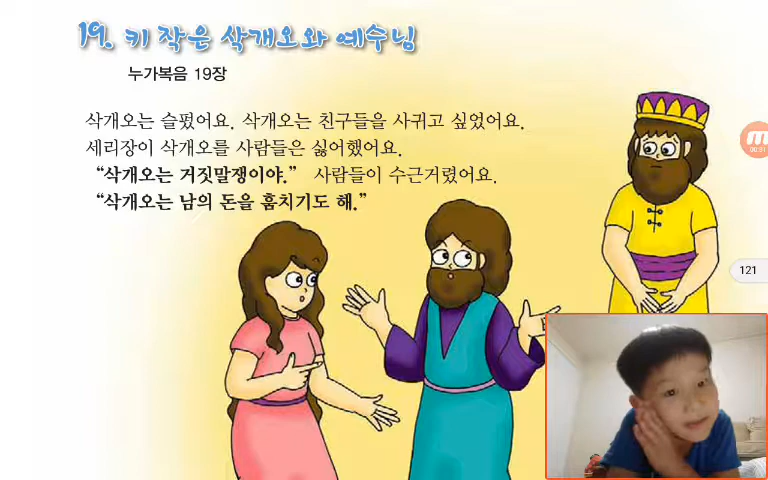 19. 키 작은 삭개오와 예수님
누가복음 19장
삭개오는 슬펐어요. 삭개오는 친구들을 사귀고 싶었어요.
세리장이 삭개오를 사람들은 싫어했어요.
“삭개오는 거짓말쟁이야.” 사람들이 수근거렸어요.
“삭개오는 남의 돈을 훔치기도 해.”
121